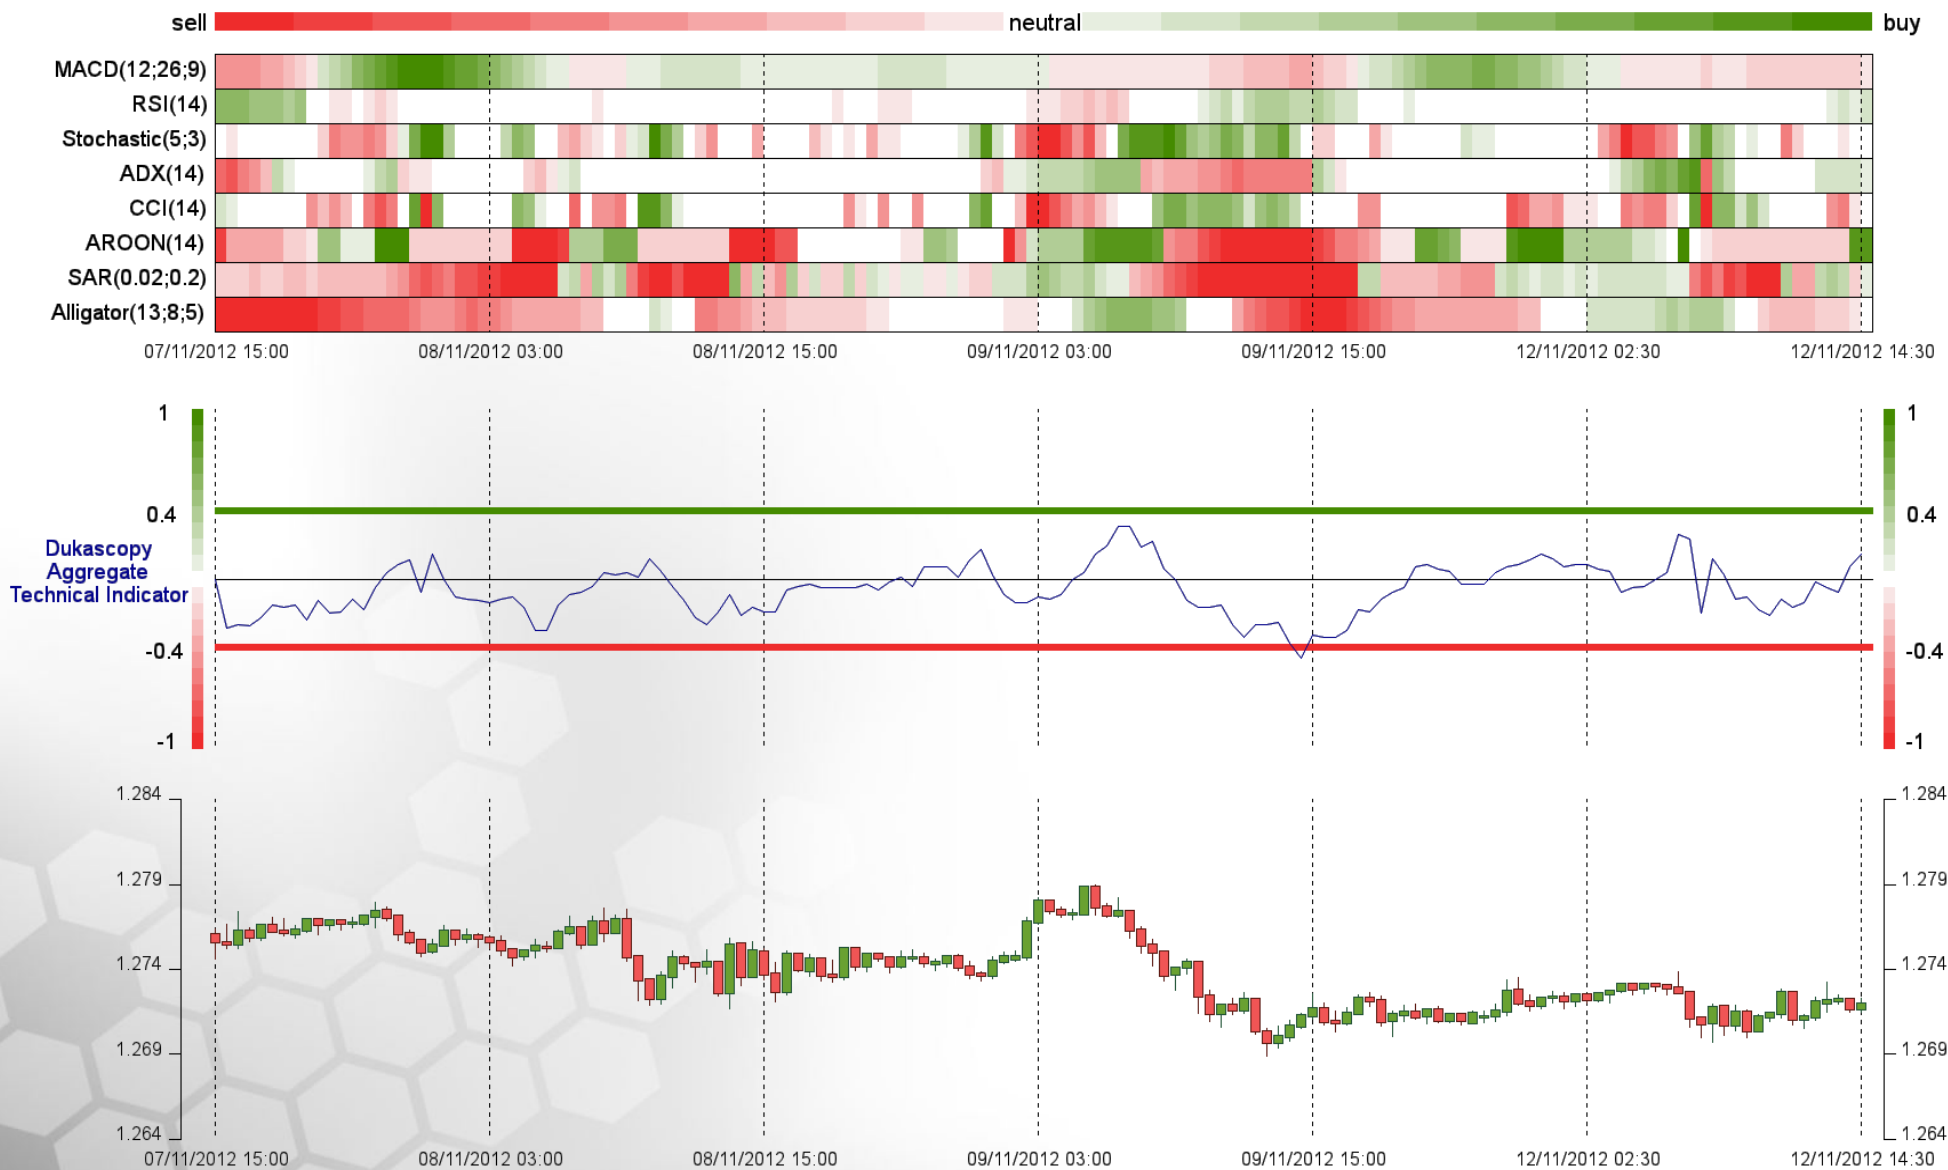 sell neutral buy
MACD(12;26;9)
RSI(14)
Stochastic(5;3)
ADX(14)
CCI(14)
AROON(14)
SAR(0.02;0.2)
Alligator(13;8;5)
07/11/2012 15:00 08/11/2012 03:00 08/11/2012 15:00 09/11/2012 03:00 09/11/2012 15:00 12/11/2012 02:30 12/11/2012 14:30
1 1
0.4 0.4
Dukascopy
Aggregate
Technical Indicator
-0.4 -0.4
-1 -1
1.284 1.284
1.279 1.279
1.274 1.274
1.269 1.269
1.264 1.264
07/11/2012 15:00 08/11/2012 03:00 08/11/2012 15:00 09/11/2012 03:00 09/11/2012 15:00 12/11/2012 02:30 12/11/2012 14:30